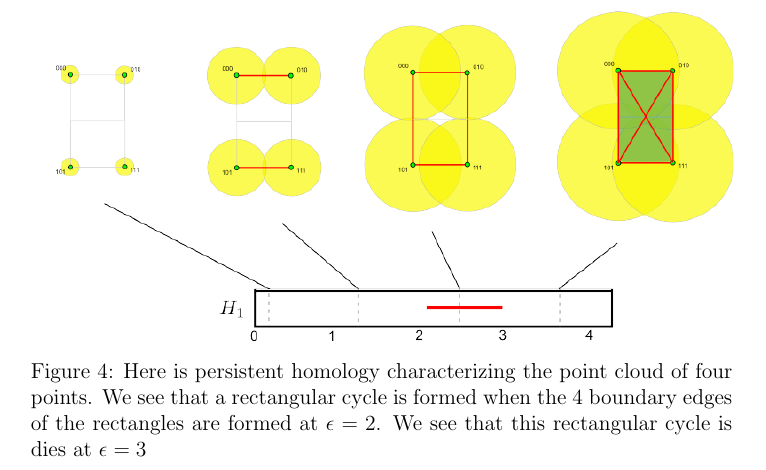 000 010 000 010 000 010 000 010
101 111 101 111 101 111 101 111
H1
0 1 2 3 4
Figure 4: Here is persistent homology characterizing the point cloud of four
points. We see that a rectangular cycle is formed when the 4 boundary edges
of the rectangles are formed at ϵ = 2. We see that this rectangular cycle is
dies at ϵ = 3